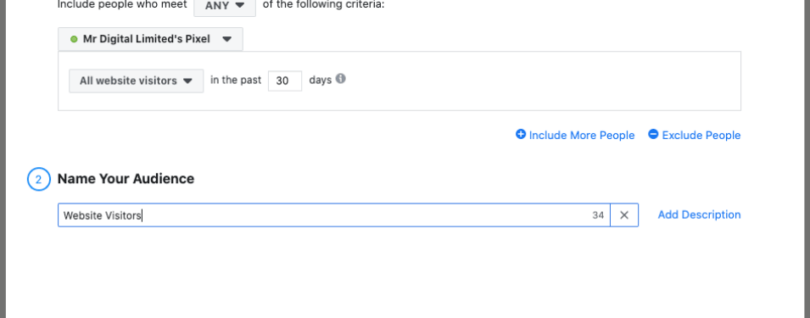 Include people who meet ANY of the following criteria:
Mr Digital Limited's Pixel
All website visitors in the past 30 days
Include More People Exclude People
2 Name Your Audience
Website Visitors 34 Add Description